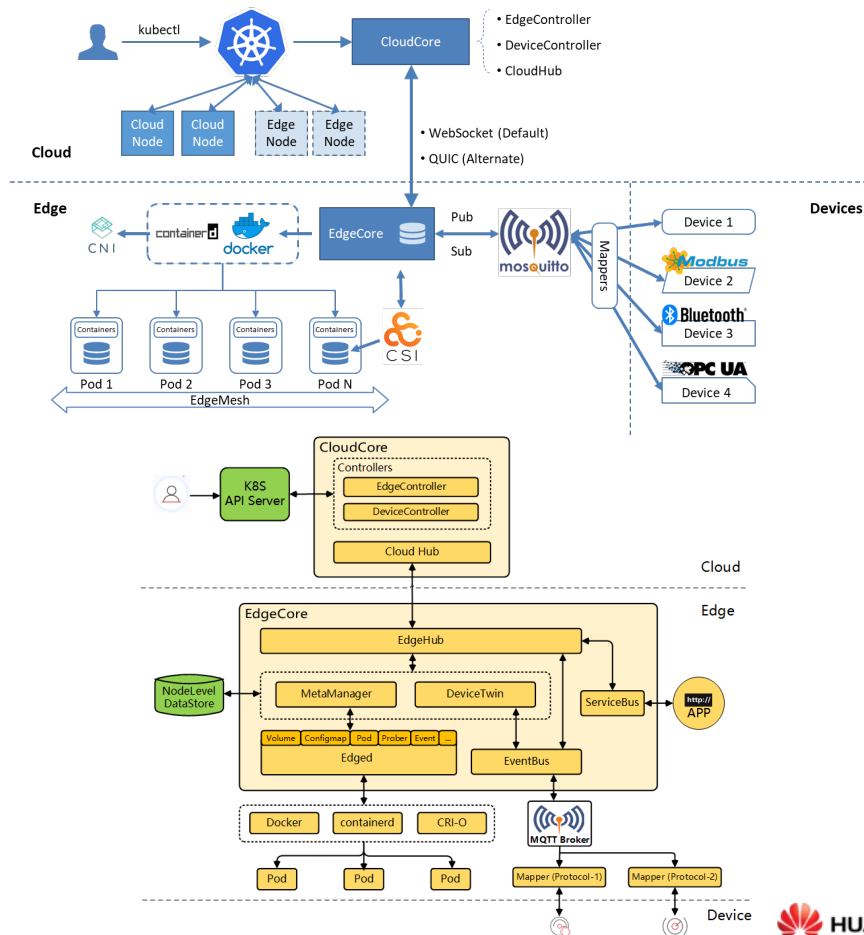 kubectl
CloudCore
• EdgeController
• DeviceController
• CloudHub
Cloud
Node
Cloud
Node
Edge
Node
Edge
Node
Cloud
• WebSocket (Default)
• QUIC (Alternate)
Edge
Devices
CNI
containerd
docker
EdgeCore
Pub
Sub
mosquitto
Mappers
Device 1
Modbus
Device 2
Bluetooth
Device 3
OPC UA
Device 4
CSI
Containers
Containers
Containers
Containers
Pod 1
Pod 2
Pod 3
Pod N
EdgeMesh
CloudCore
Controllers
EdgeController
DeviceController
Cloud Hub
K8S
API Server
Cloud
Edge
EdgeCore
EdgeHub
NodeLevel
DataStore
MetaManager
DeviceTwin
ServiceBus
http://
APP
Volume
Configmap
Pod
Prober
Event
...
Edged
EventBus
Docker
containerd
CRI-O
MQTT Broker
Pod
Pod
Pod
Mapper (Protocol-1)
Mapper (Protocol-2)
Device
HU